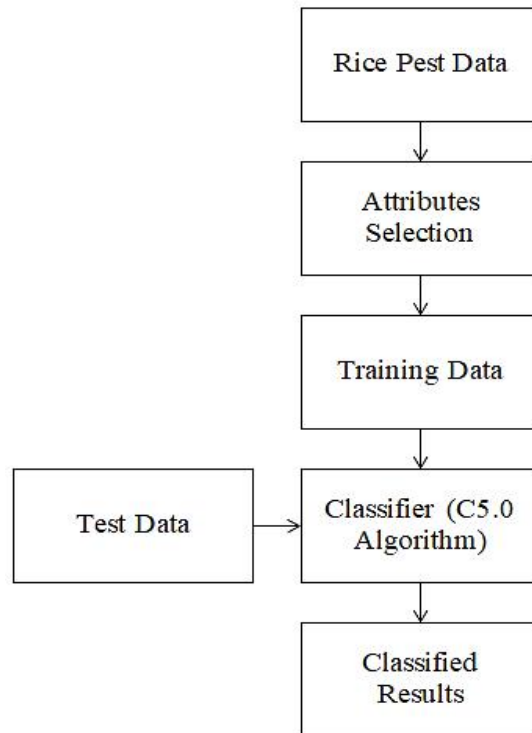 Rice Pest Data
Attributes
Selection
Training Data
Test Data
Classifier (C5.0
Algorithm)
Classified
Results